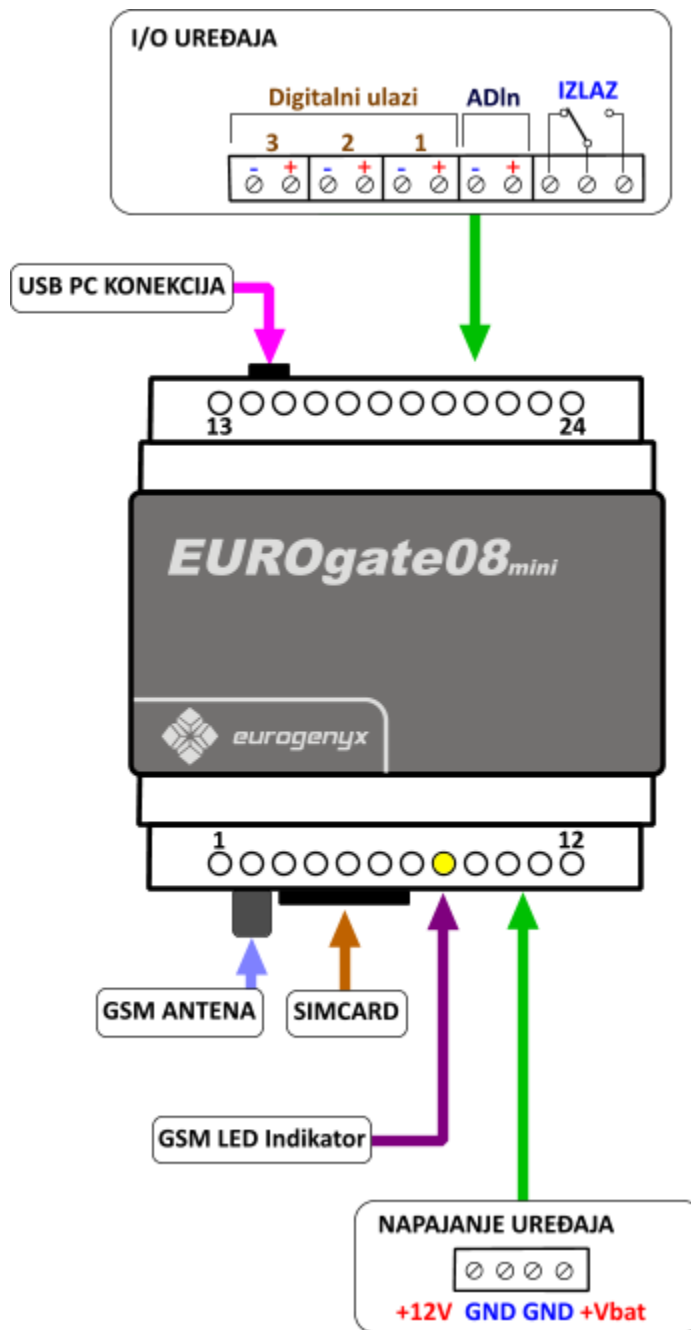 I/O UREĐAJA
Digitalni ulazi ADIn IZLAZ
3 2 1
- + - + - + - +
USB PC KONEKCIJA
13 24
EUROgate08mini
eurogenyx
1 12
GSM ANTENA SIMCARD
GSM LED Indikator
NAPAJANJE UREĐAJA
+12V GND GND +Vbat